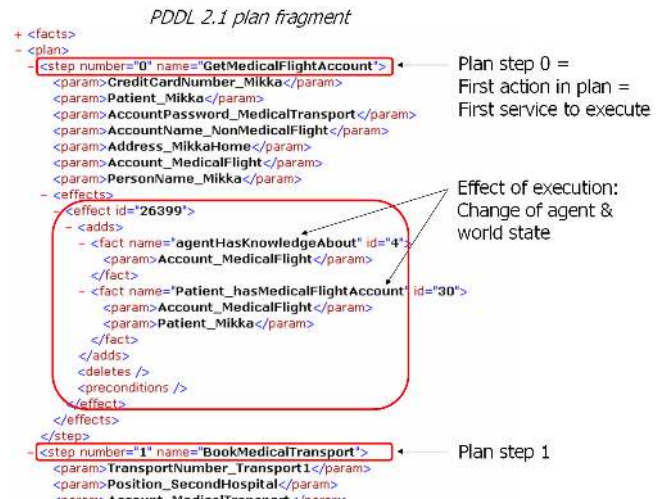 PDDL 2.1 plan fragment
+ <facts>
- <plan>
- <step number="0" name="GetMedicalFlightAccount">
<param>CreditCardNumber_Mikka</param>
<param>Patient_Mikka</param>
<param>AccountPassword_MedicalTransport</param>
<param>AccountName_NonMedicalFlight</param>
<param>Address_MikkaHome</param>
<param>Account_MedicalFlight</param>
<param>PersonName_Mikka</param>
- <effects>
- <effect id="26399">
- <adds>
- <fact name="agentHasKnowledgeAbout" id="4">
<param>Account_MedicalFlight</param>
</fact>
- <fact name="Patient_hasMedicalFlightAccount" id="30">
<param>Account_MedicalFlight</param>
<param>Patient_Mikka</param>
</fact>
</adds>
<deletes />
<preconditions />
</effect>
</effects>
</step>
- <step number="1" name="BookMedicalTransport">
<param>TransportNumber_Transport1</param>
<param>Position_SecondHospital</param>
<param>Account_MedicalTransport</param>
Plan step 0 =
First action in plan =
First service to execute
Effect of execution:
Change of agent &
world state
Plan step 1